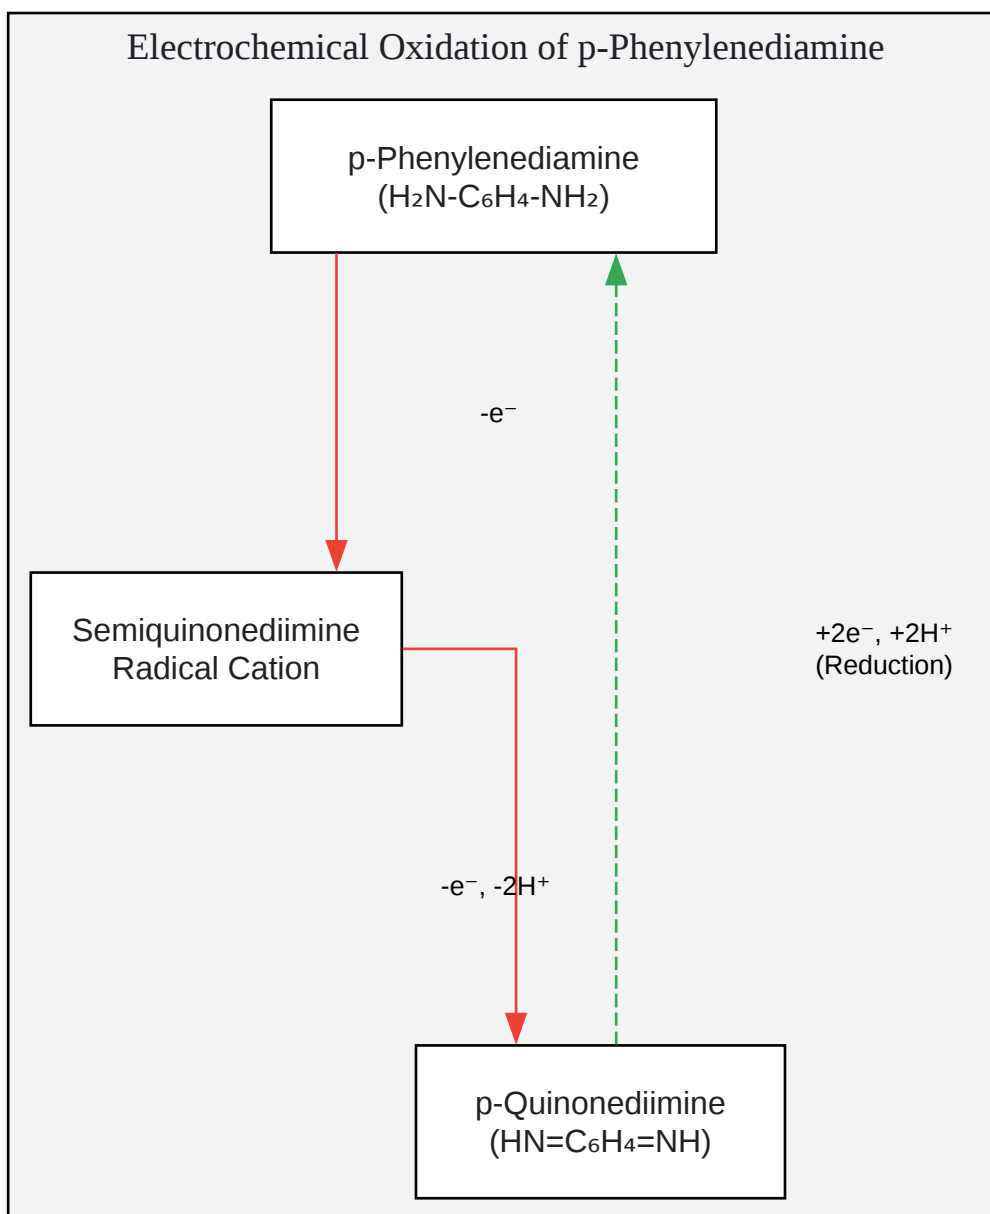 Electrochemical Oxidation of p-Phenylenediamine
p-Phenylenediamine
(H₂N-C₆H₄-NH₂)
-e⁻
Semiquinonediimine
Radical Cation
+2e⁻, +2H⁺
(Reduction)
-e⁻, -2H⁺
p-Quinonediimine
(HN=C₆H₄=NH)